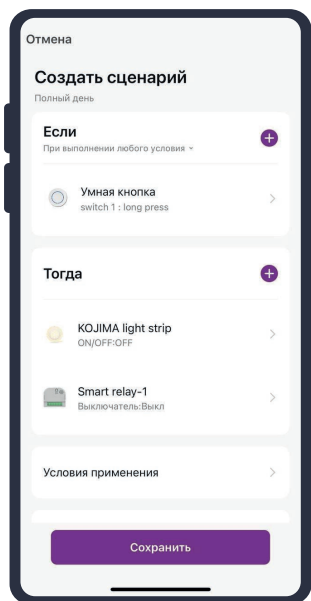 Отмена
Создать сценарий
Полный день
Если
При выполнении любого условия
Умная кнопка
switch 1 : long press
Тогда
KOJIMA light strip
ON/OFF:OFF
Smart relay-1
Выключатель:Выкл
Условия применения
Сохранить